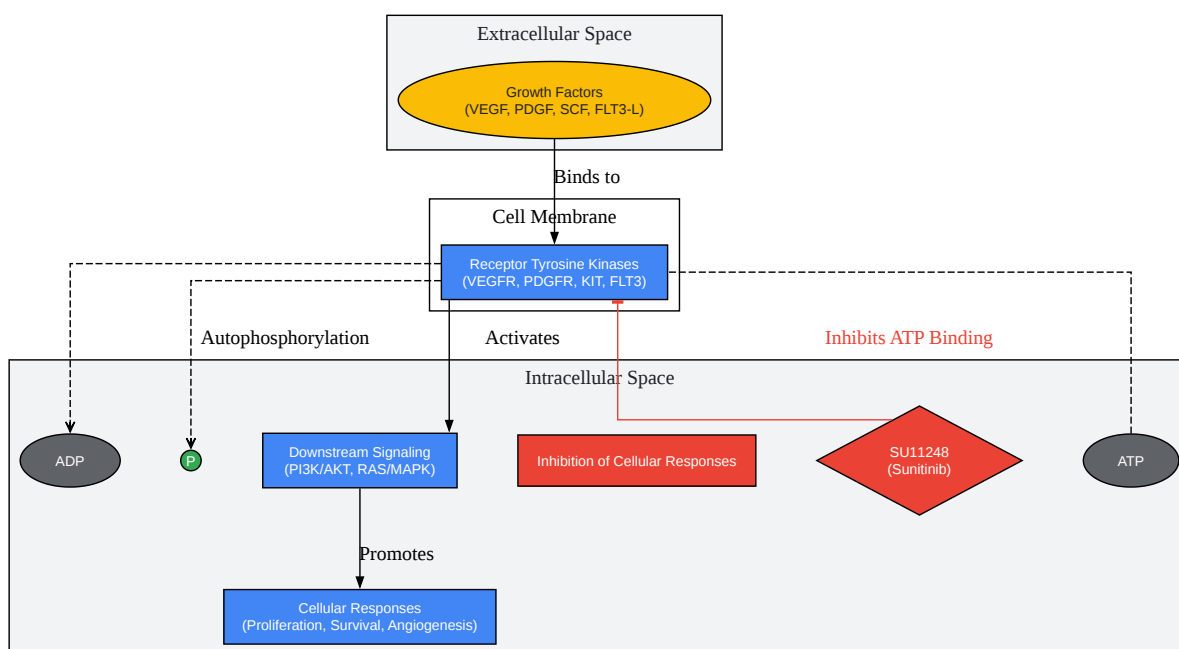 Extracellular Space
Growth Factors
(VEGF, PDGF, SCF, FLT3-L)
Binds to
Cell Membrane
Receptor Tyrosine Kinases
(VEGFR, PDGFR, KIT, FLT3)
Autophosphorylation
Activates
Inhibits ATP Binding
Intracellular Space
ADP
P
Downstream Signaling
(PI3K/AKT, RAS/MAPK)
Inhibition of Cellular Responses
SU11248
(Sunitinib)
ATP
Promotes
Cellular Responses
(Proliferation, Survival, Angiogenesis)